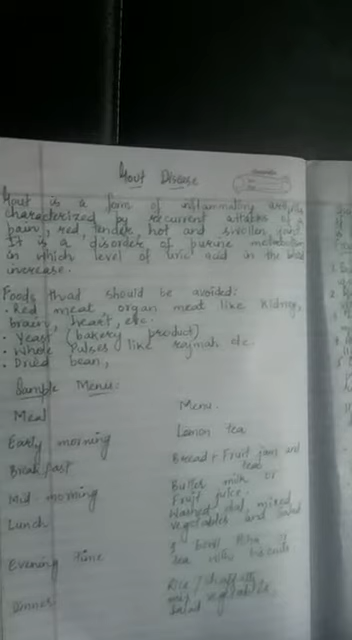 Gout Disease
Gout is a form of inflammatory arthritis
characterized by recurrent attacks of a
pain, red tender hot and swollen joint.
It is a disorder of purine metabolism
in which level of uric acid in the blood
increase.
Foods that should be avoided:
• Red meat, organ meat like kidney,
brain, heart, etc.
• Yeast (bakery product)
• Whole Pulses like rajmah etc.
• Dried bean,
Sample Menu:
Meal Menu.
Early morning Lemon tea
Breakfast Bread + Fruit jam and
tea
Mid-morning Butter milk or
Fruit juice.
Lunch Washed dal, mixed
vegetables and salad
1 bowl
Evening time Tea with biscuits
Dinner Rice / chapati
mix vegetables
Salad